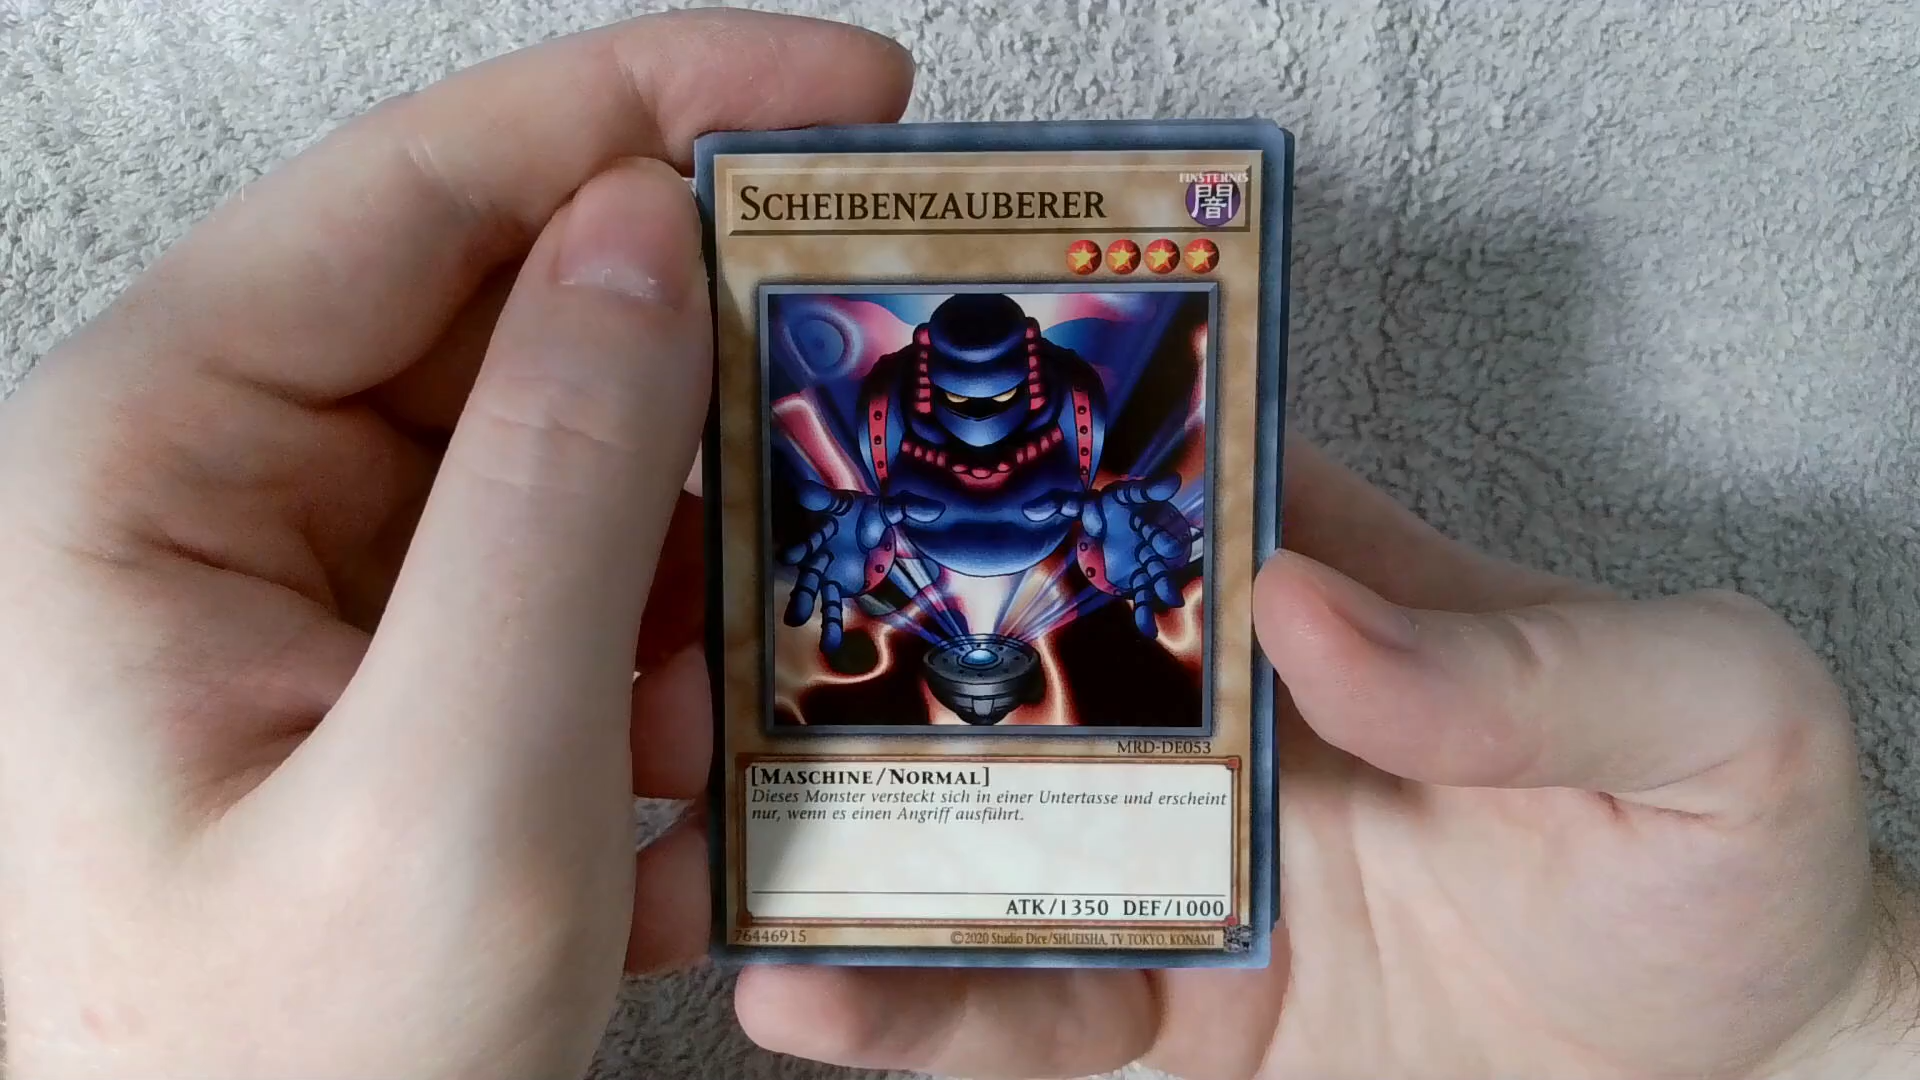 SCHEIBENZAUBERER
FINSTERNIS
闇
MRD-DE053
[MASCHINE/NORMAL]
Dieses Monster versteckt sich in einer Untertasse und erscheint
nur, wenn es einen Angriff ausführt.
ATK/1350 DEF/1000
76446915
©2020 Studio Dice/SHUEISHA, TV TOKYO, KONAMI